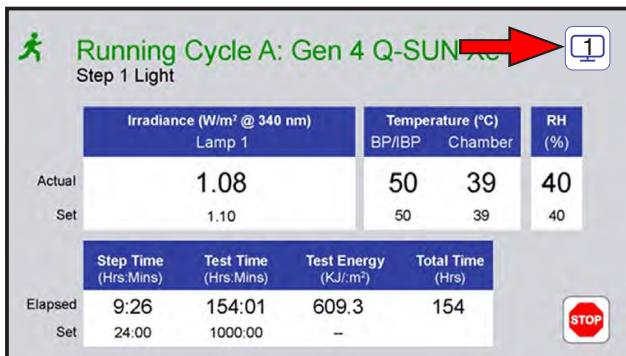 Running Cycle A: Gen 4 Q-SUN Xe
1
Step 1 Light
Irradiance (W/m² @ 340 nm) Temperature (°C) RH
Lamp 1 BP/IBP Chamber (%)
Actual 1.08 50 39 40
Set 1.10 50 39 40
Step Time Test Time Test Energy Total Time
(Hrs:Mins) (Hrs:Mins) (KJ/:m²) (Hrs)
Elapsed 9:26 154:01 609.3 154
Set 24:00 1000:00 --
STOP